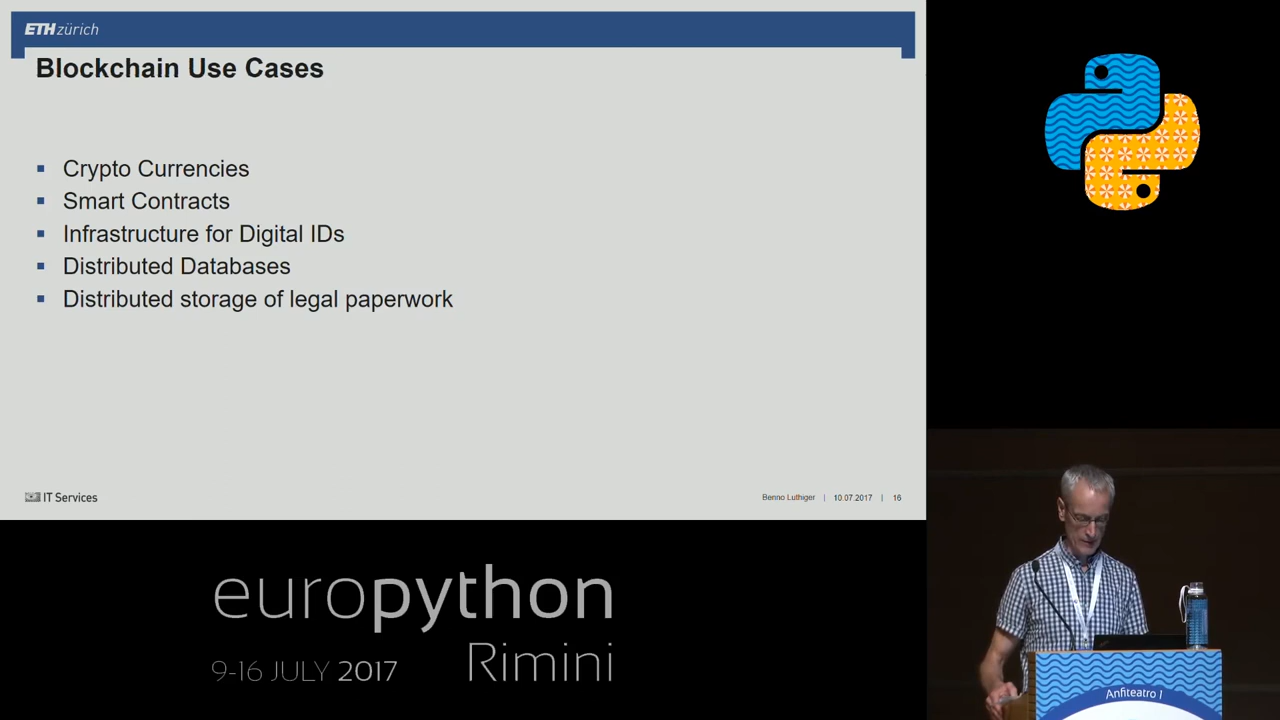 ETH zürich
Blockchain Use Cases
Crypto Currencies
Smart Contracts
Infrastructure for Digital IDs
Distributed Databases
Distributed storage of legal paperwork
IT Services
Benno Luthiger | 10.07.2017 | 16
europython
9-16 JULY 2017 Rimini
Anfiteatro 1